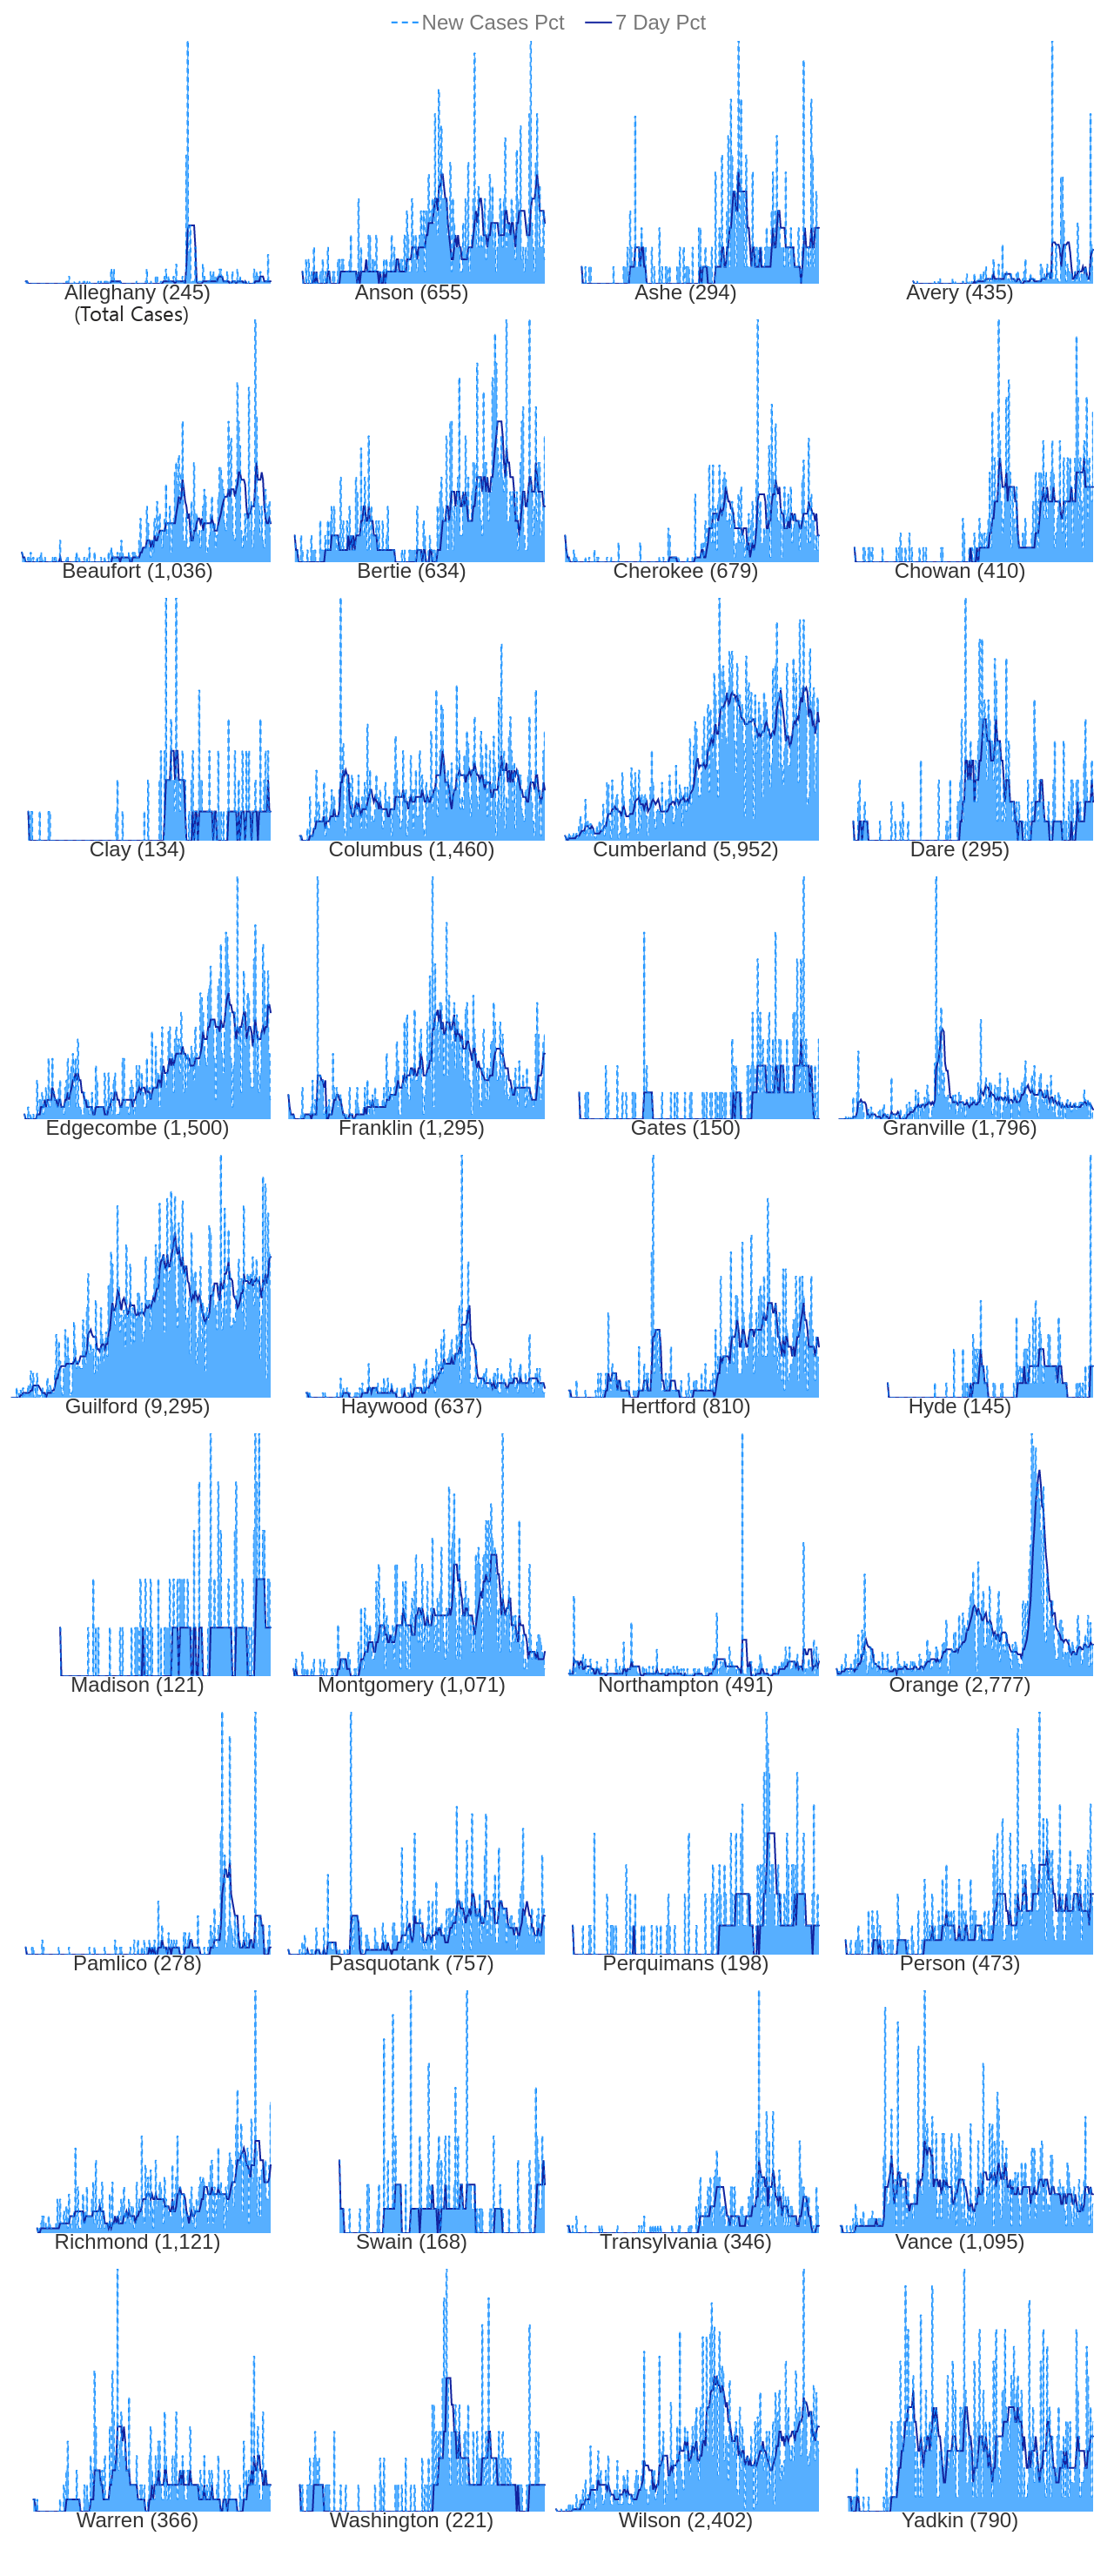 New Cases Pct 7 Day Pct
Alleghany (245) Anson (655) Ashe (294) Avery (435)
(Total Cases)
Beaufort (1,036) Bertie (634) Cherokee (679) Chowan (410)
Clay (134) Columbus (1,460) Cumberland (5,952) Dare (295)
Edgecombe (1,500) Franklin (1,295) Gates (150) Granville (1,796)
Guilford (9,295) Haywood (637) Hertford (810) Hyde (145)
Madison (121) Montgomery (1,071) Northampton (491) Orange (2,777)
Pamlico (278) Pasquotank (757) Perquimans (198) Person (473)
Richmond (1,121) Swain (168) Transylvania (346) Vance (1,095)
Warren (366) Washington (221) Wilson (2,402) Yadkin (790)